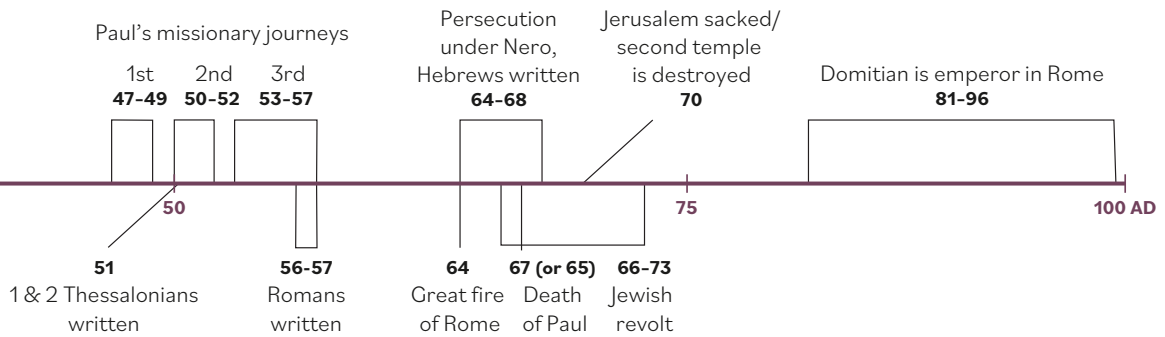 Paul's missionary journeys
1st
47–49
2nd
50–52
3rd
53–57
Persecution
under Nero,
Hebrews written
64–68
Jerusalem sacked/
second temple
is destroyed
70
Domitian is emperor in Rome
81–96
50
75
100 AD
51
1 & 2 Thessalonians
written
56-57
Romans
written
64
Great fire
of Rome
67 (or 65)
Death
of Paul
66–73
Jewish
revolt